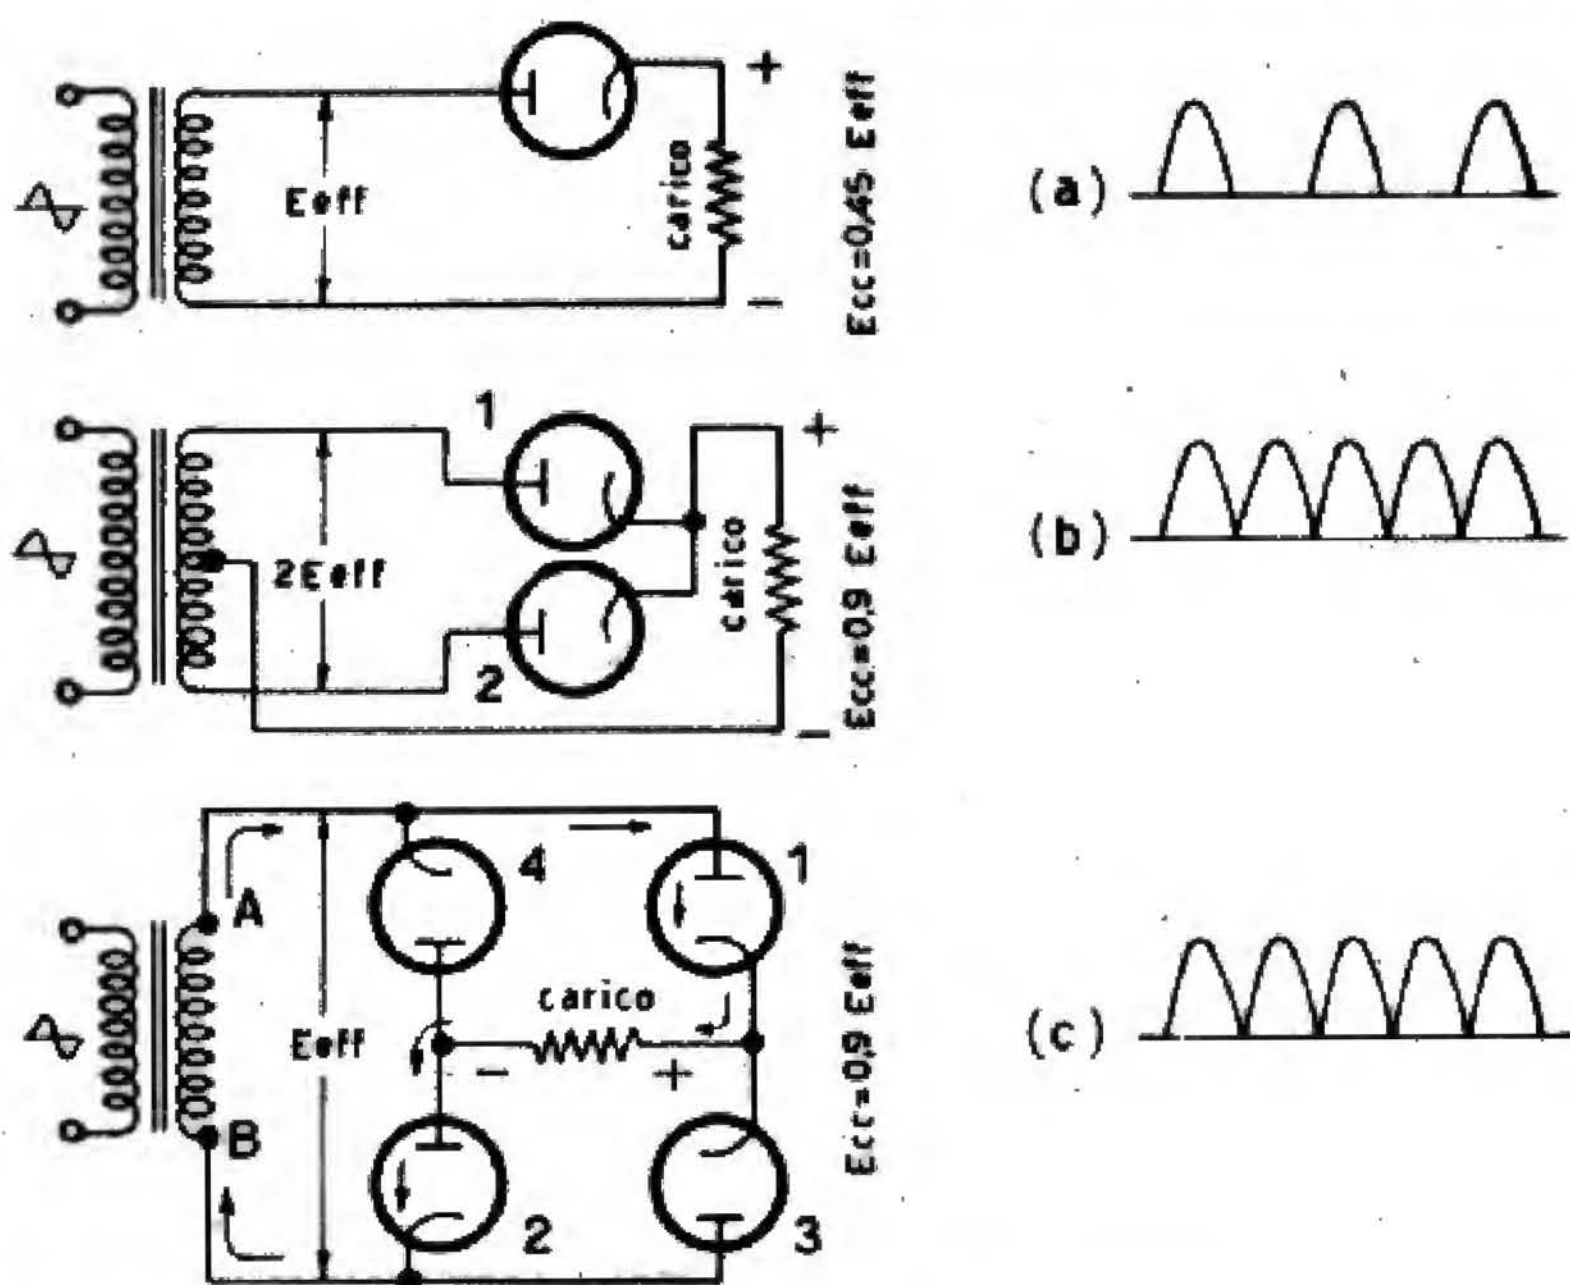 +
Eeff
carico
-
Ecc=0,45 Eeff
(a)
1
+
2Eeff
carico
2
-
Ecc=0,9 Eeff
(b)
A
4
1
carico
Eeff
- +
B
2
3
Ecc=0,9 Eeff
(c)